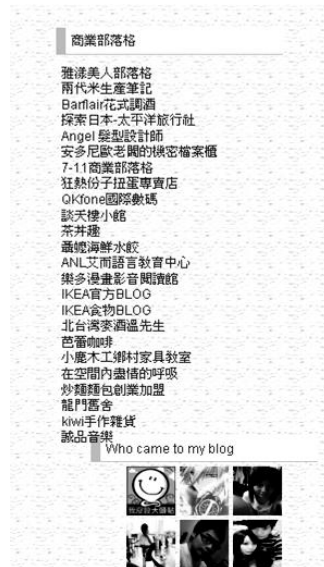 商業部落格
雅漾美人部落格
兩代米生產筆記
Barflair花式調酒
探索日本-太平洋旅行社
Angel 髮型設計師
安多尼歐老闆的機密檔案櫃
7-11商業部落格
狂熱份子扭蛋專賣店
QKfone國際數碼
談天樓小館
茶井趣
聶嬤海鮮水餃
ANL艾而語言教育中心
樂多漫畫影音閱讀館
IKEA官方BLOG
IKEA食物BLOG
北台灣麥酒溫先生
芭蕾咖啡
小鹿木工鄉村家具教室
在空間內盡情的呼吸
炒麵麵包創業加盟
龍門舊舍
kiwi手作雜貨
誠品音樂
Who came to my blog